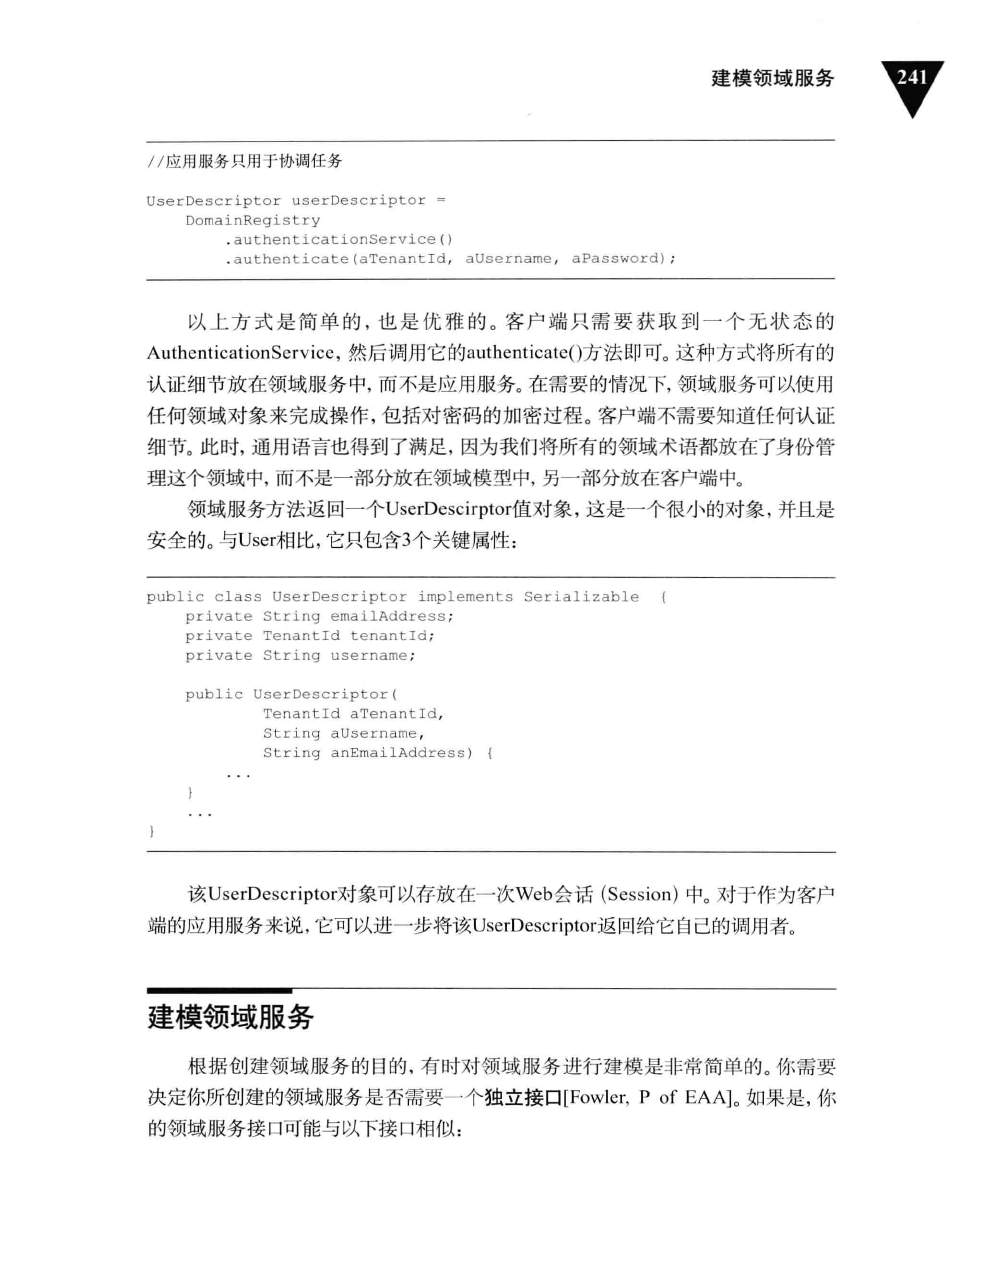 建模领域服务 241
//应用服务只用于协调任务
UserDescriptor userDescriptor =
    DomainRegistry
        .authenticationService()
        .authenticate(aTenantId, aUsername, aPassword);
以上方式是简单的，也是优雅的。客户端只需要获取到一个无状态的
AuthenticationService，然后调用它的authenticate()方法即可。这种方式将所有的
认证细节放在领域服务中，而不是应用服务。在需要的情况下，领域服务可以使用
任何领域对象来完成操作，包括对密码的加密过程。客户端不需要知道任何认证
细节。此时，通用语言也得到了满足，因为我们将所有的领域术语都放在了身份管
理这个领域中，而不是一部分放在领域模型中，另一部分放在客户端中。
领域服务方法返回一个UserDescirptor值对象，这是一个很小的对象，并且是
安全的。与User相比，它只包含3个关键属性：
public class UserDescriptor implements Serializable  {
    private String emailAddress;
    private TenantId tenantId;
    private String username;
    public UserDescriptor(
            TenantId aTenantId,
            String aUsername,
            String anEmailAddress) {
        ...
    }
    ...
}
该UserDescriptor对象可以存放在一次Web会话（Session）中。对于作为客户
端的应用服务来说，它可以进一步将该UserDescriptor返回给它自己的调用者。
建模领域服务
根据创建领域服务的目的，有时对领域服务进行建模是非常简单的。你需要
决定你所创建的领域服务是否需要一个独立接口[Fowler, P of EAA]。如果是，你
的领域服务接口可能与以下接口相似：